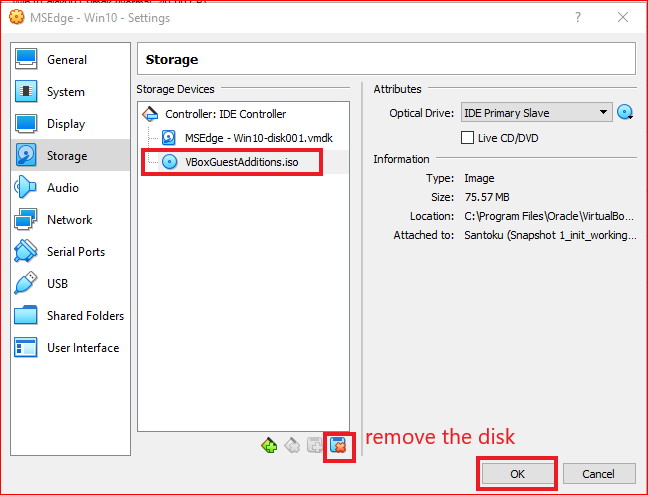 MSEdge - Win10 - Settings
?
General
System
Display
Storage
Audio
Network
Serial Ports
USB
Shared Folders
User Interface
Storage
Storage Devices
Controller: IDE Controller
MSEdge - Win10-disk001.vmdk
VBoxGuestAdditions.iso
Attributes
Optical Drive: IDE Primary Slave
Live CD/DVD
Information
Type: Image
Size: 75.57 MB
Location: C:\Program Files\Oracle\VirtualBo...
Attached to: Santoku (Snapshot 1_init_working...
remove the disk
OK
Cancel